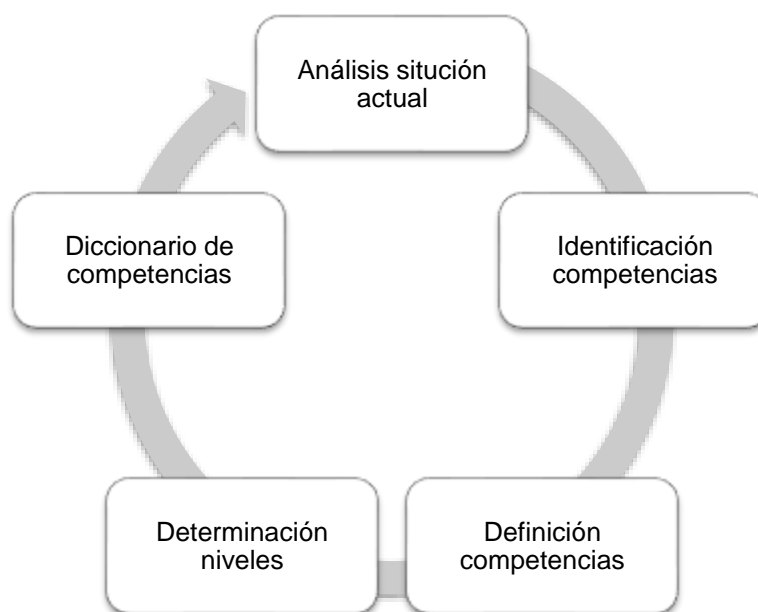 Análisis situción
actual
Identificación
competencias
Definición
competencias
Determinación
niveles
Diccionario de
competencias